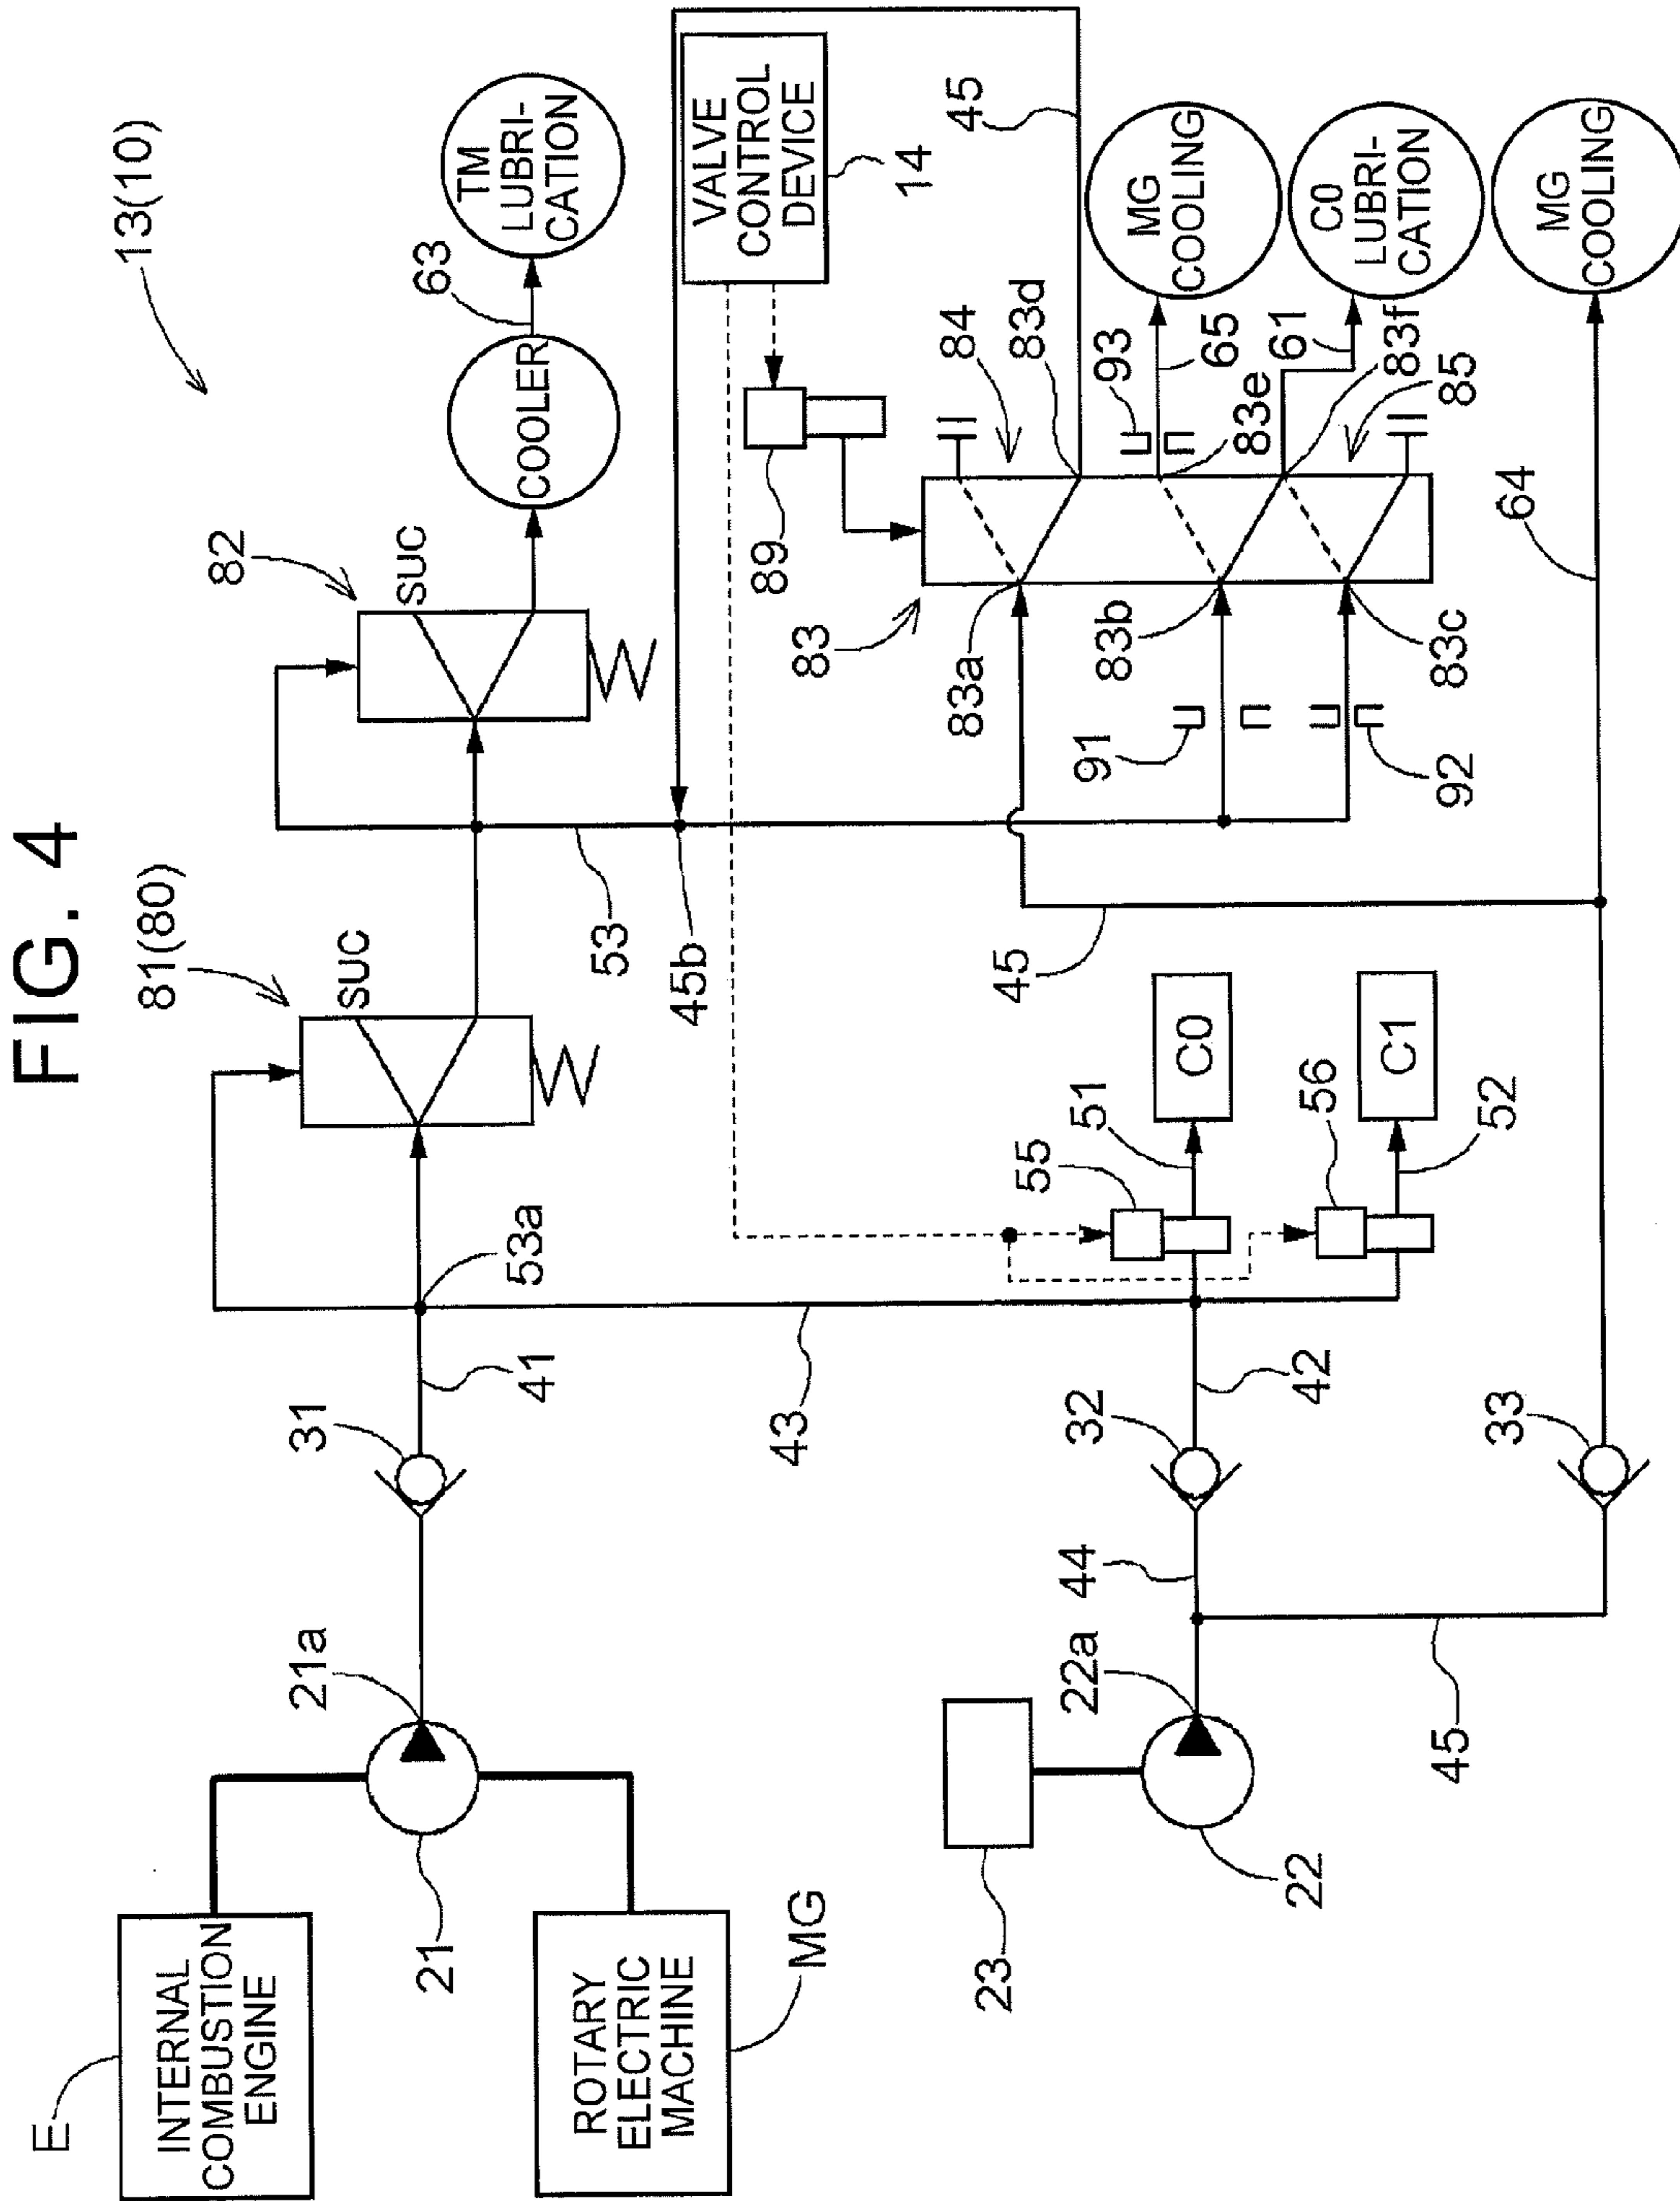 FIG. 4
13(10)
81(80)
SUC
82
SUC
COOLER
63
TM
LUBRI-
CATION
E
INTERNAL
COMBUSTION
ENGINE
21
21a
31
41
53a
ROTARY
ELECTRIC
MACHINE
MG
53
45b
43
VALVE
CONTROL
DEVICE
14
89
45
83
83a
84
83d
91
83b
93
65
83e
MG
COOLING
92
83c
61
83f
85
C0
LUBRI-
CATION
23
22
22a
44
32
42
55
51
C0
56
52
C1
45
45
33
64
MG
COOLING